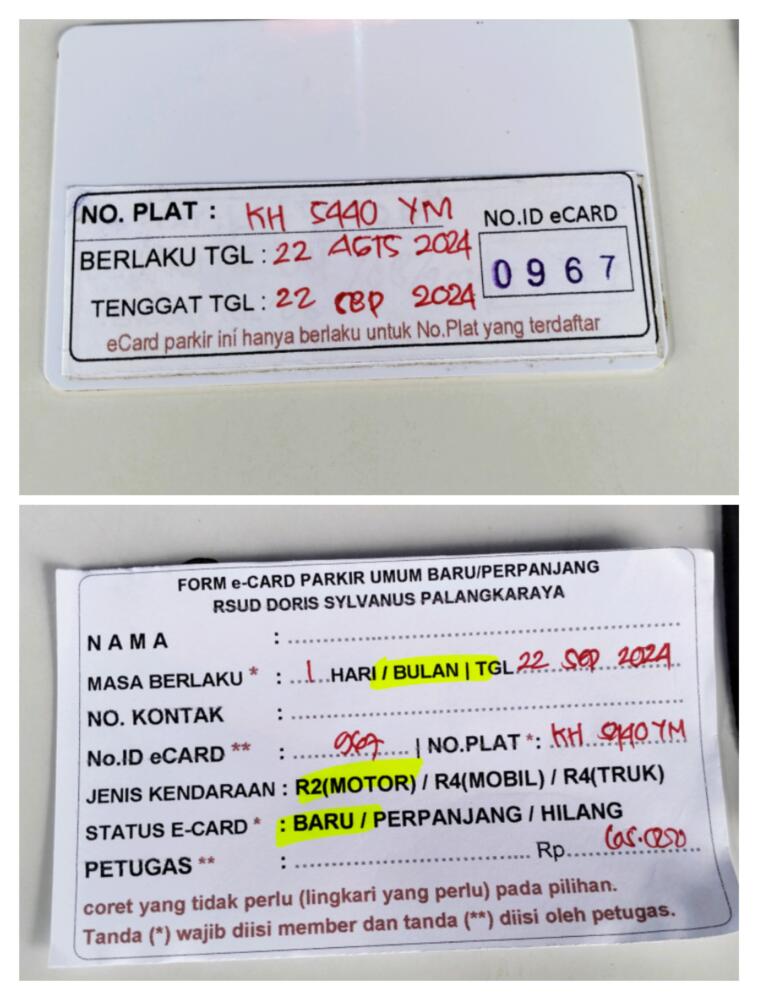 NO. PLAT : KH 5440 YM
NO.ID eCARD
BERLAKU TGL : 22 AGTS 2024
0967
TENGGAT TGL : 22 SEP 2024
eCard parkir ini hanya berlaku untuk No.Plat yang terdaftar
FORM e-CARD PARKIR UMUM BARU/PERPANJANG
RSUD DORIS SYLVANUS PALANGKARAYA
NAMA :
MASA BERLAKU * : 1 HARI / BULAN | TGL 22 SEP 2024
NO. KONTAK :
No.ID eCARD ** : 967 | NO.PLAT *: KH 5440 YM
JENIS KENDARAAN : R2(MOTOR) / R4(MOBIL) / R4(TRUK)
STATUS E-CARD * : BARU / PERPANJANG / HILANG
PETUGAS ** : Rp.
coret yang tidak perlu (lingkari yang perlu) pada pilihan.
Tanda (*) wajib diisi member dan tanda (**) diisi oleh petugas.